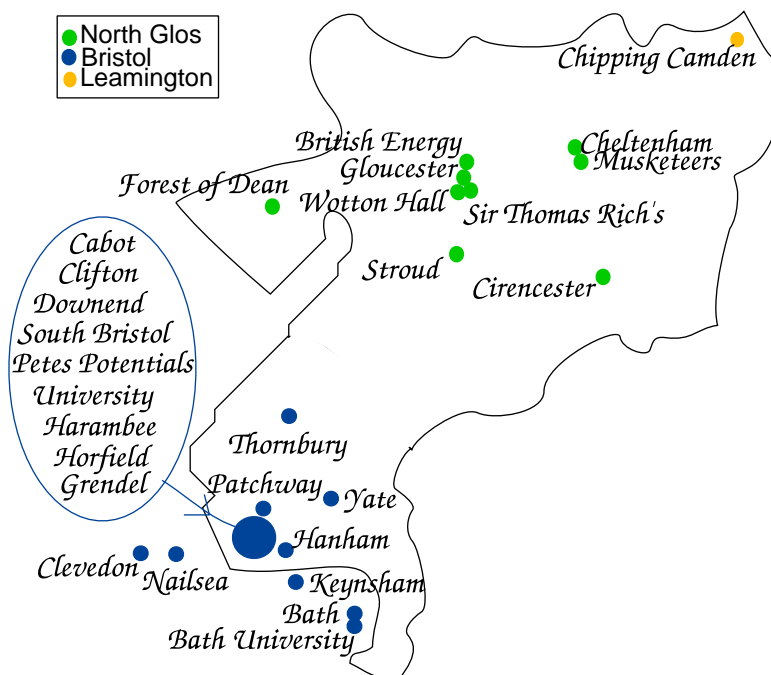 North Glos
Bristol
Leamington
Chipping Camden
British Energy
Cheltenham
Gloucester
Musketeers
Forest of Dean
Wotton Hall
Sir Thomas Rich's
Stroud
Cirencester
Cabot
Clifton
Downend
South Bristol
Petes Potentials
University
Harambee
Horfield
Grendel
Thornbury
Patchway
Yate
Hanham
Clevedon
Nailsea
Keynsham
Bath
Bath University